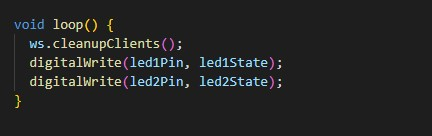 void loop() {
  ws.cleanupClients();
  digitalWrite(led1Pin, led1State);
  digitalWrite(led2Pin, led2State);
}